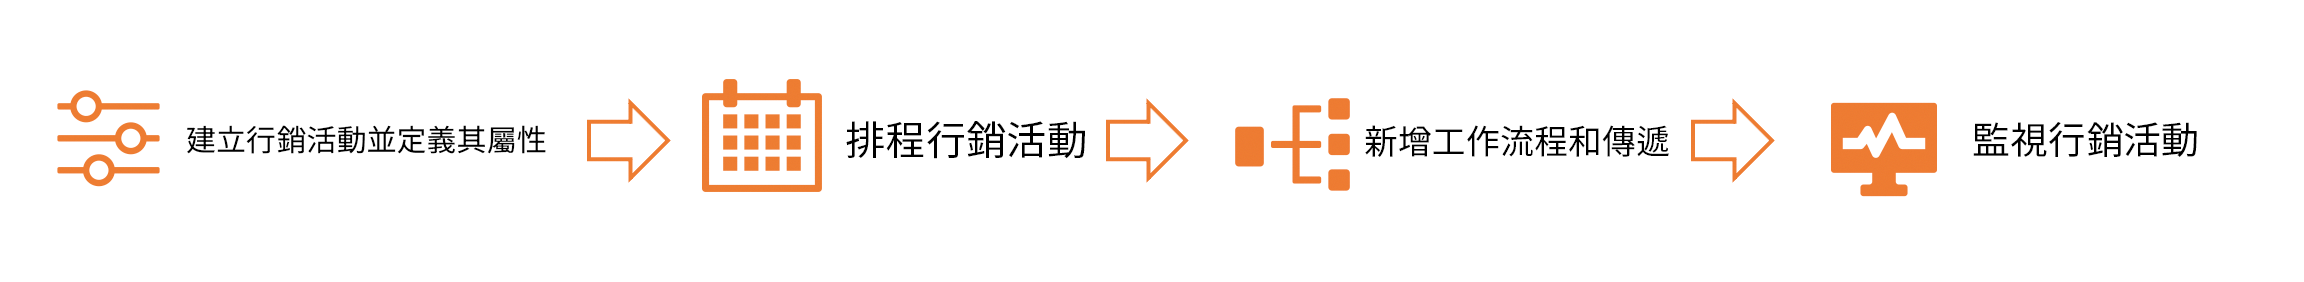 建立行銷活動並定義其屬性
排程行銷活動
新增工作流程和傳遞
監視行銷活動